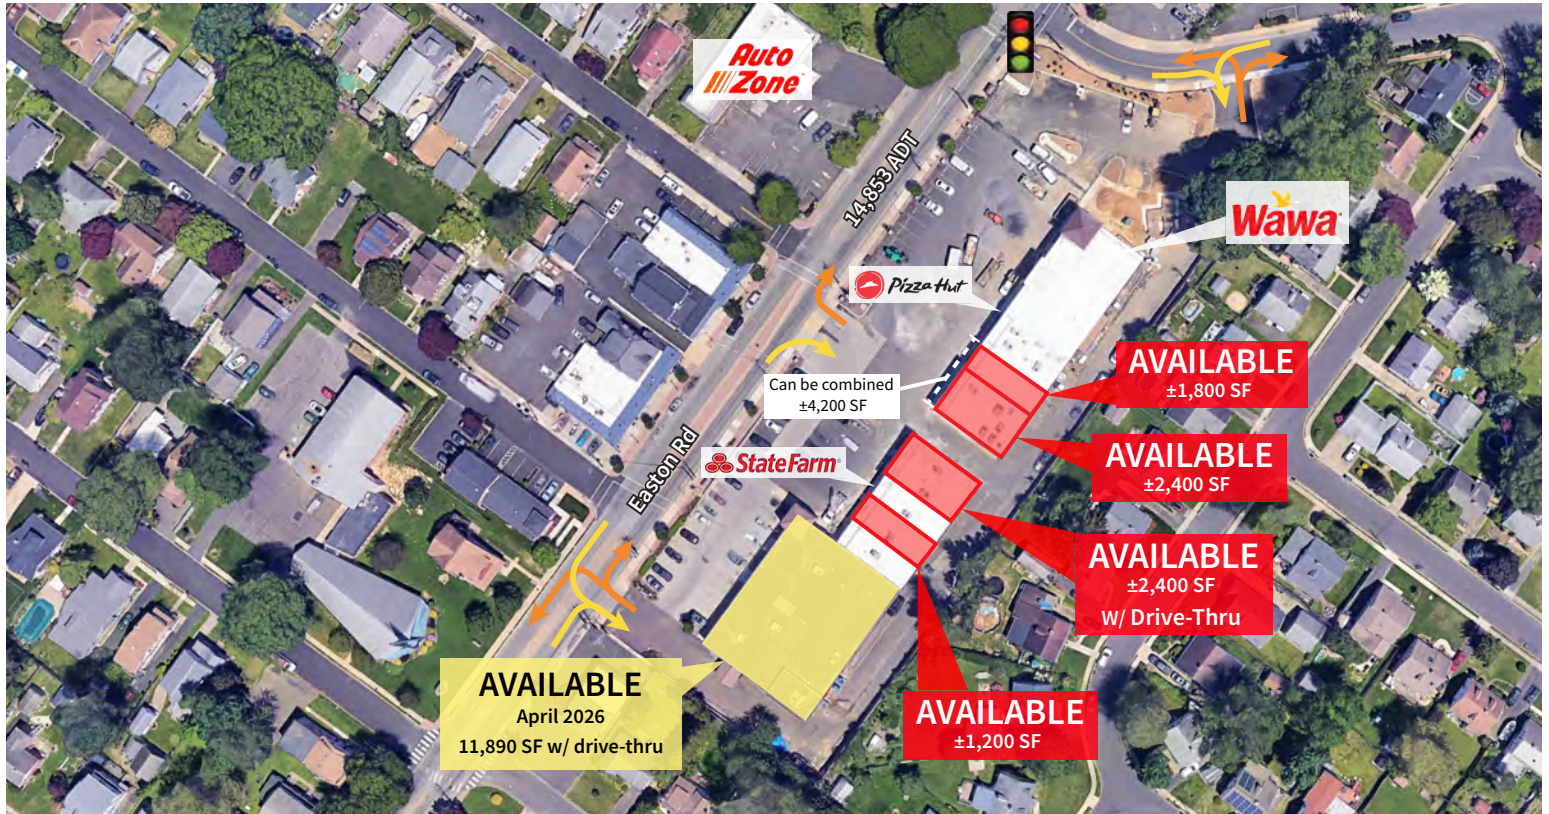 Auto
Zone
14,853 ADT
Wawa
Pizza Hut
Can be combined
±4,200 SF
AVAILABLE
±1,800 SF
AVAILABLE
±2,400 SF
StateFarm
Easton Rd
AVAILABLE
±2,400 SF
W/ Drive-Thru
AVAILABLE
April 2026
11,890 SF w/ drive-thru
AVAILABLE
±1,200 SF